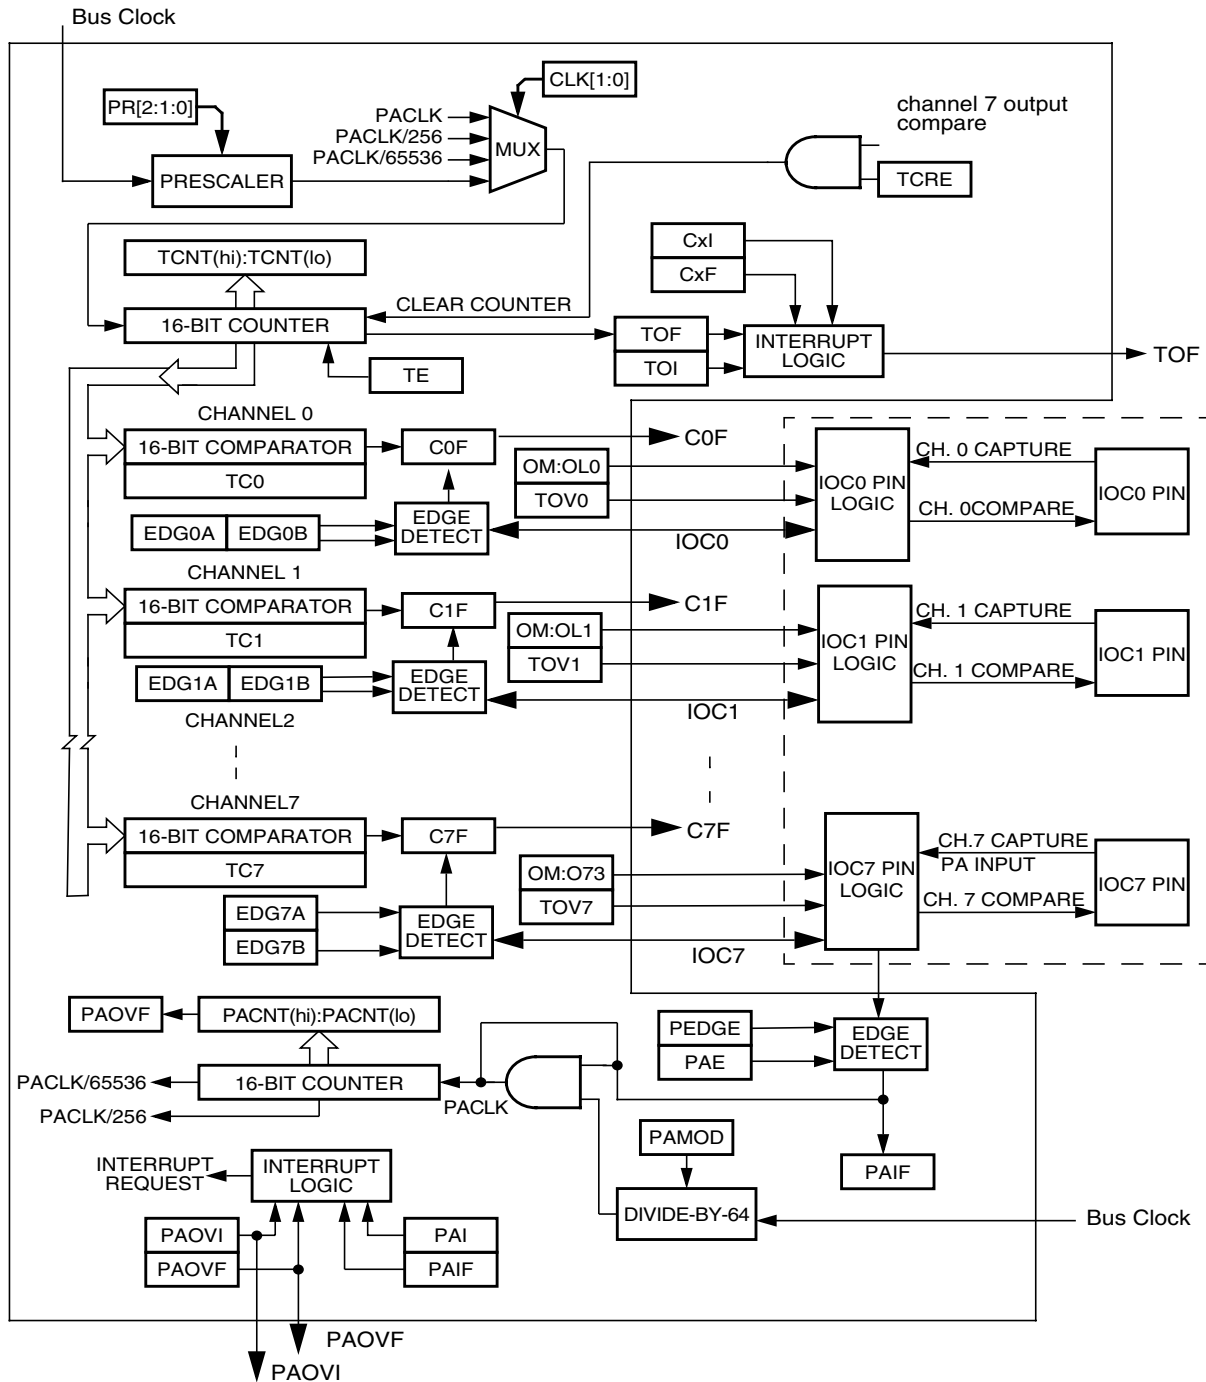 Bus Clock
CLK[1:0]
PR[2:1:0]
channel 7 output
compare
PACLK
PACLK/256
PACLK/65536
MUX
PRESCALER
TCRE
CxI
CxF
TCNT(hi):TCNT(lo)
CLEAR COUNTER
16-BIT COUNTER
TOF
TOI
INTERRUPT
LOGIC
TOF
TE
CHANNEL 0
16-BIT COMPARATOR
TC0
C0F
C0F
OM:OL0
TOV0
IOC0 PIN
LOGIC
CH. 0 CAPTURE
CH. 0COMPARE
IOC0 PIN
EDG0A
EDG0B
EDGE
DETECT
IOC0
CHANNEL 1
16-BIT COMPARATOR
TC1
C1F
C1F
OM:OL1
TOV1
IOC1 PIN
LOGIC
CH. 1 CAPTURE
CH. 1 COMPARE
IOC1 PIN
EDG1A
EDG1B
EDGE
DETECT
IOC1
CHANNEL2
CHANNEL7
16-BIT COMPARATOR
TC7
C7F
C7F
OM:O73
TOV7
IOC7 PIN
LOGIC
CH.7 CAPTURE
PA INPUT
CH. 7 COMPARE
IOC7 PIN
EDG7A
EDG7B
EDGE
DETECT
IOC7
PAOVF
PACNT(hi):PACNT(lo)
PEDGE
PAE
EDGE
DETECT
PACLK/65536
16-BIT COUNTER
PACLK
PACLK/256
PAMOD
PAIF
INTERRUPT
REQUEST
INTERRUPT
LOGIC
DIVIDE-BY-64
Bus Clock
PAOVI
PAOVF
PAI
PAIF
PAOVF
PAOVI